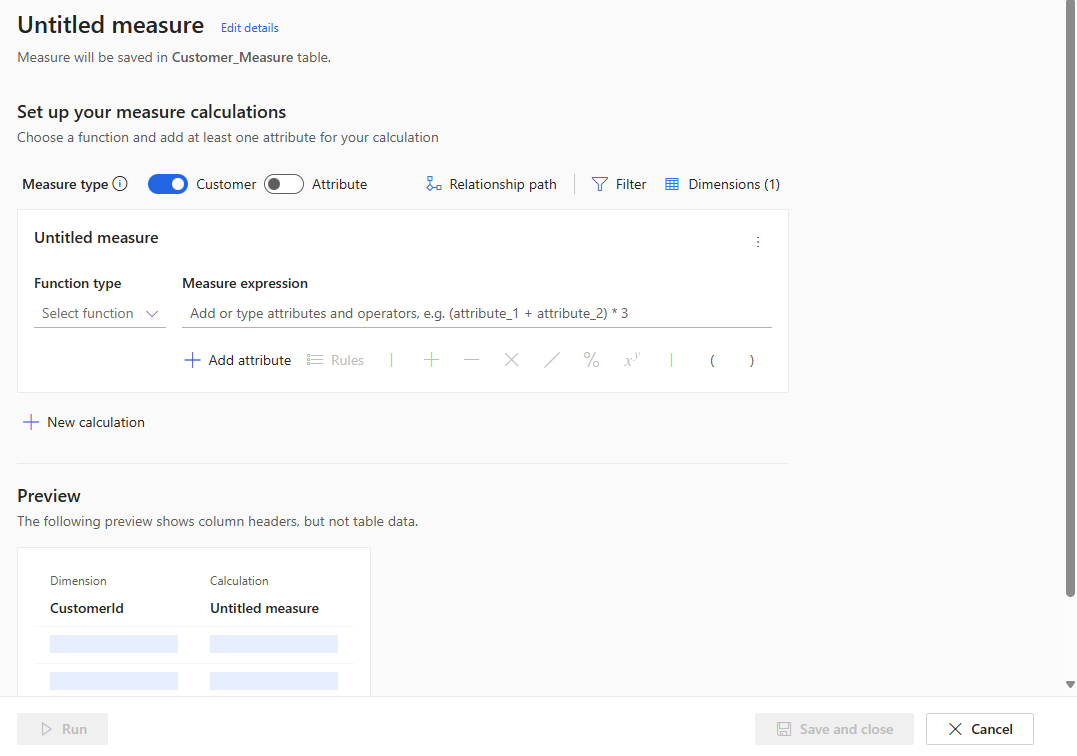 Untitled measure Edit details
Measure will be saved in Customer_Measure table.
Set up your measure calculations
Choose a function and add at least one attribute for your calculation
Measure type Customer Attribute Relationship path Filter Dimensions (1)
Untitled measure
Function type Measure expression
Select function Add or type attributes and operators, e.g. (attribute_1 + attribute_2) * 3
Add attribute Rules | + — × / % xʸ | ( )
New calculation
Preview
The following preview shows column headers, but not table data.
Dimension Calculation
CustomerId Untitled measure
Run Save and close Cancel